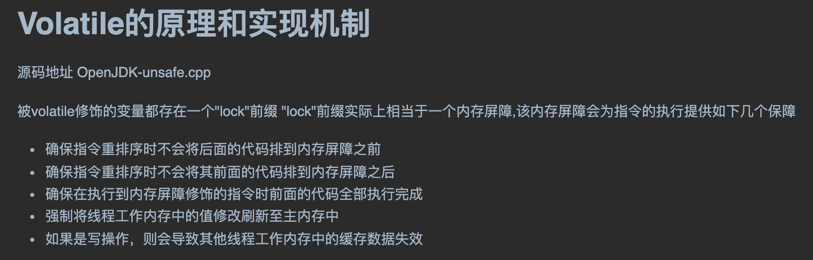 Volatile的原理和实现机制
源码地址 OpenJDK-unsafe.cpp
被volatile修饰的变量都存在一个"lock"前缀 "lock"前缀实际上相当于一个内存屏障,该内存屏障会为指令的执行提供如下几个保障
• 确保指令重排序时不会将后面的代码排到内存屏障之前
• 确保指令重排序时不会将其前面的代码排到内存屏障之后
• 确保在执行到内存屏障修饰的指令时前面的代码全部执行完成
• 强制将线程工作内存中的值修改刷新至主内存中
• 如果是写操作，则会导致其他线程工作内存中的缓存数据失效